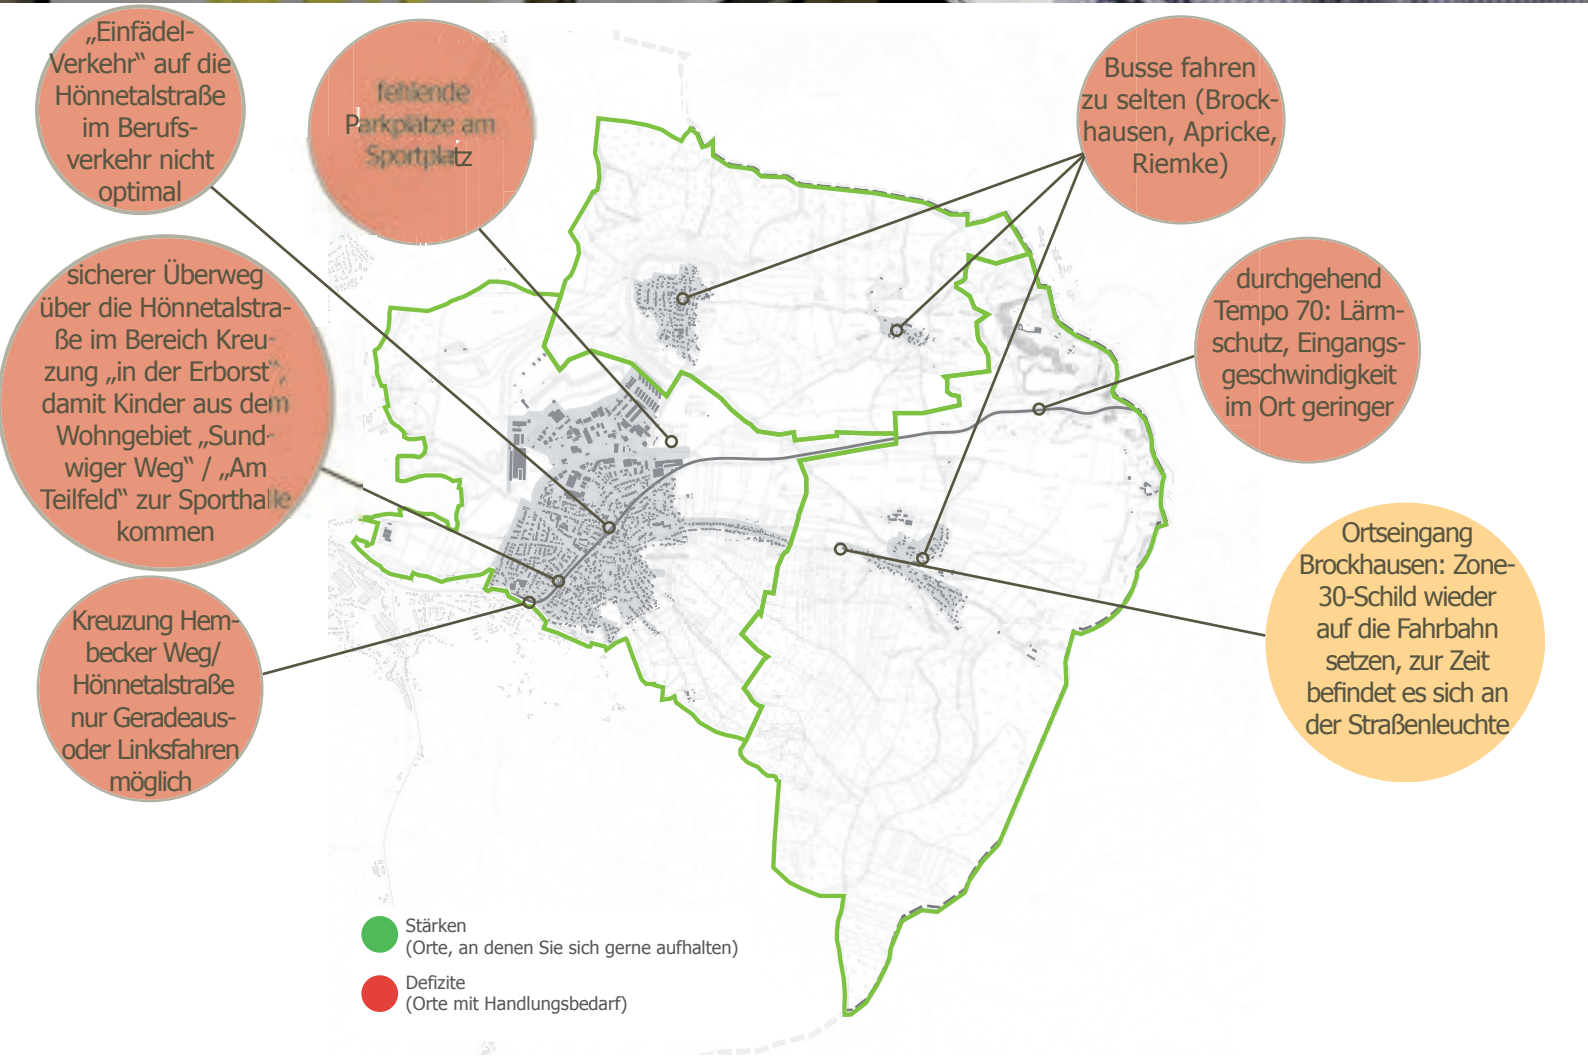 „Einfädel-
Verkehr“ auf die
Hönnetalstraße
im Berufs-
verkehr nicht
optimal
fehlende
Parkplätze am
Sportplatz
Busse fahren
zu selten (Brock-
hausen, Apricke,
Riemke)
sicherer Überweg
über die Hönnetalstra-
ße im Bereich Kreu-
zung „in der Erborst“,
damit Kinder aus dem
Wohngebiet „Sund-
wiger Weg“ / „Am
Teilfeld“ zur Sporthalle
kommen
durchgehend
Tempo 70: Lärm-
schutz, Eingangs-
geschwindigkeit
im Ort geringer
Kreuzung Hem-
becker Weg/
Hönnetalstraße
nur Geradeaus-
oder Linksfahren
möglich
Ortseingang
Brockhausen: Zone-
30-Schild wieder
auf die Fahrbahn
setzen, zur Zeit
befindet es sich an
der Straßenleuchte
Stärken
(Orte, an denen Sie sich gerne aufhalten)
Defizite
(Orte mit Handlungsbedarf)